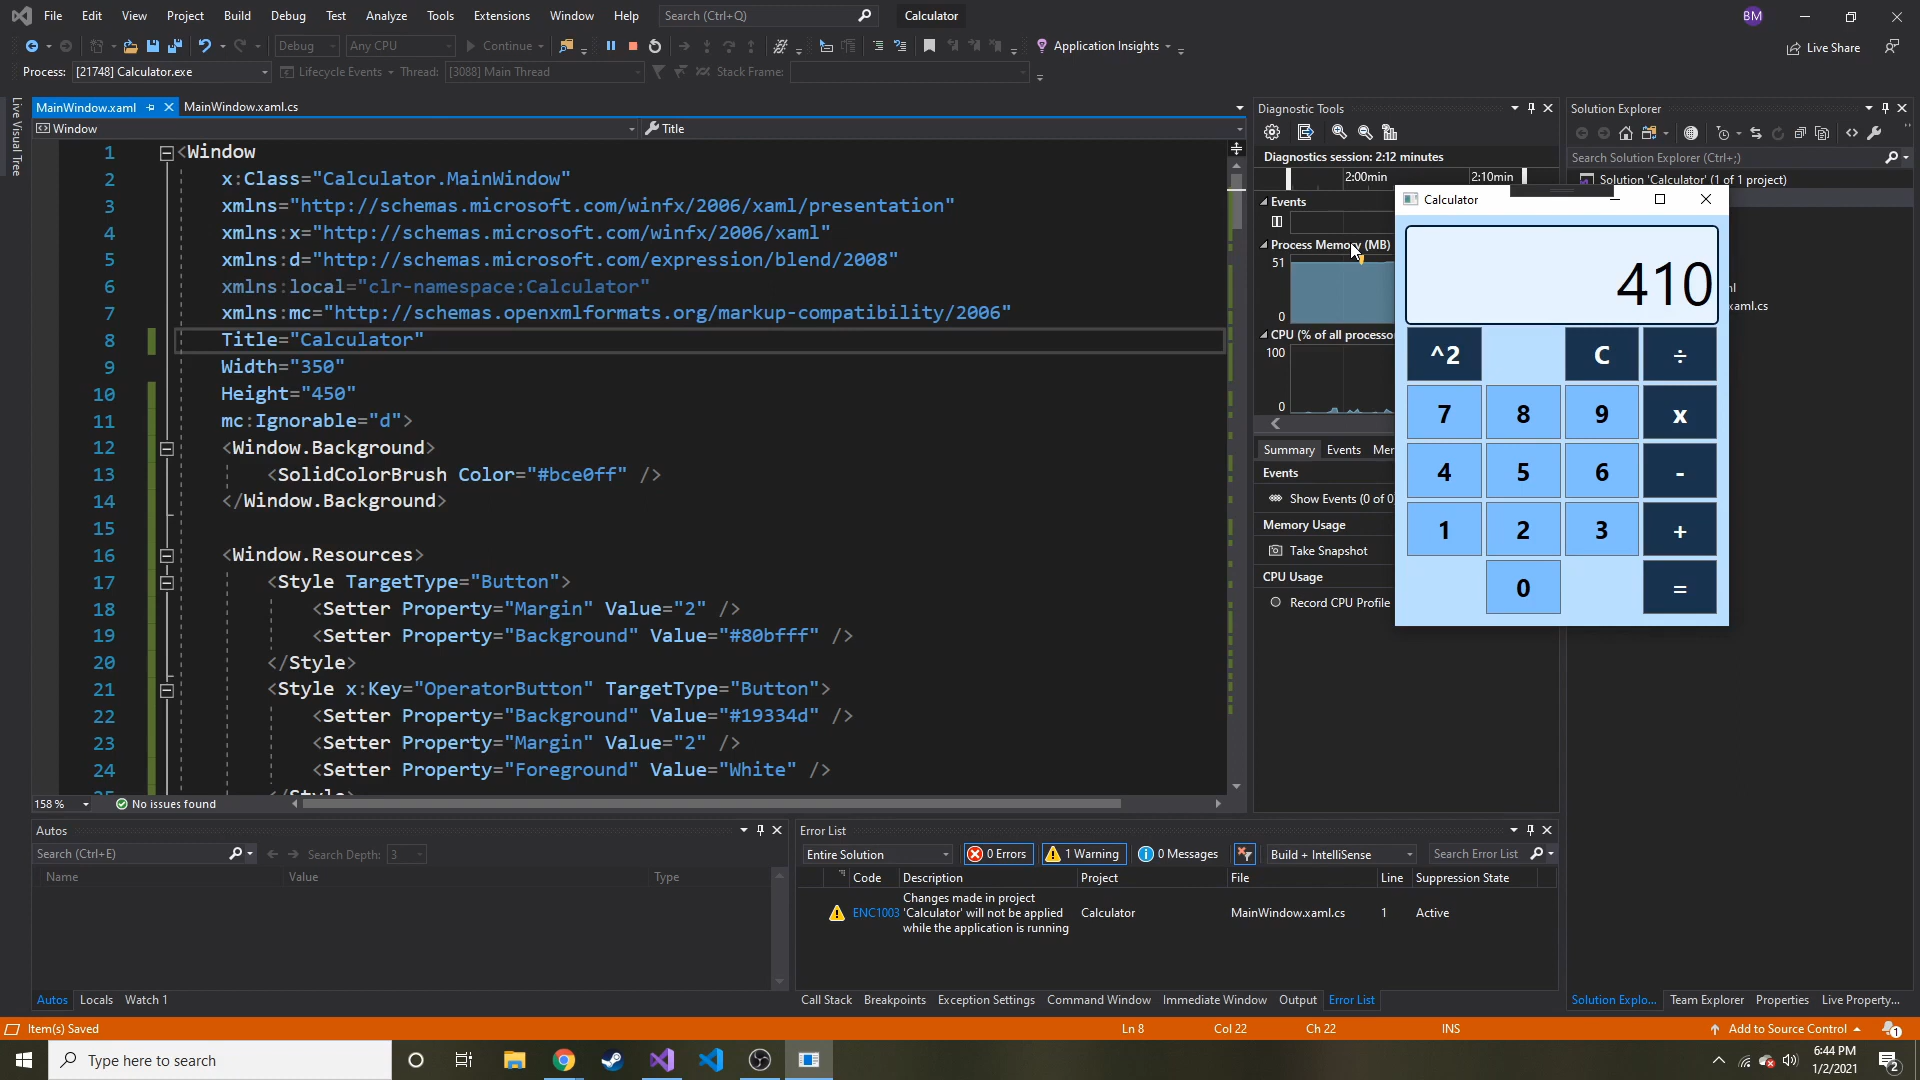 File Edit View Project Build Debug Test Analyze Tools Extensions Window Help Search (Ctrl+Q) Calculator BM
Debug Any CPU Continue Application Insights Live Share
Process: [21748] Calculator.exe Lifecycle Events Thread: [3088] Main Thread Stack Frame:
Live Visual Tree
MainWindow.xaml MainWindow.xaml.cs
Window Title
1 <Window
2 x:Class="Calculator.MainWindow"
3 xmlns="http://schemas.microsoft.com/winfx/2006/xaml/presentation"
4 xmlns:x="http://schemas.microsoft.com/winfx/2006/xaml"
5 xmlns:d="http://schemas.microsoft.com/expression/blend/2008"
6 xmlns:local="clr-namespace:Calculator"
7 xmlns:mc="http://schemas.openxmlformats.org/markup-compatibility/2006"
8 Title="Calculator"
9 Width="350"
10 Height="450"
11 mc:Ignorable="d">
12 <Window.Background>
13 <SolidColorBrush Color="#bce0ff" />
14 </Window.Background>
15
16 <Window.Resources>
17 <Style TargetType="Button">
18 <Setter Property="Margin" Value="2" />
19 <Setter Property="Background" Value="#80bfff" />
20 </Style>
21 <Style x:Key="OperatorButton" TargetType="Button">
22 <Setter Property="Background" Value="#19334d" />
23 <Setter Property="Margin" Value="2" />
24 <Setter Property="Foreground" Value="White" />
25 </Style>
158 % No issues found
Diagnostic Tools
Diagnostics session: 2:12 minutes
2:00min 2:10min
Events
Process Memory (MB)
51
0
CPU (% of all processo
100
0
Summary Events Mer
Events
Show Events (0 of 0
Memory Usage
Take Snapshot
CPU Usage
Record CPU Profile
Solution Explorer
Search Solution Explorer (Ctrl+;)
Solution 'Calculator' (1 of 1 project)
ml
xaml.cs
Calculator
410
^2 C ÷
7 8 9 x
4 5 6 -
1 2 3 +
0 =
Autos
Search (Ctrl+E) Search Depth: 3
Name Value Type
Autos Locals Watch 1
Error List
Entire Solution 0 Errors 1 Warning 0 Messages Build + IntelliSense Search Error List
Code Description Project File Line Suppression State
ENC1003 Changes made in project
'Calculator' will not be applied
while the application is running
Calculator MainWindow.xaml.cs 1 Active
Call Stack Breakpoints Exception Settings Command Window Immediate Window Output Error List
Solution Explo... Team Explorer Properties Live Property...
Item(s) Saved Ln 8 Col 22 Ch 22 INS Add to Source Control 1
Type here to search
6:44 PM
1/2/2021
2